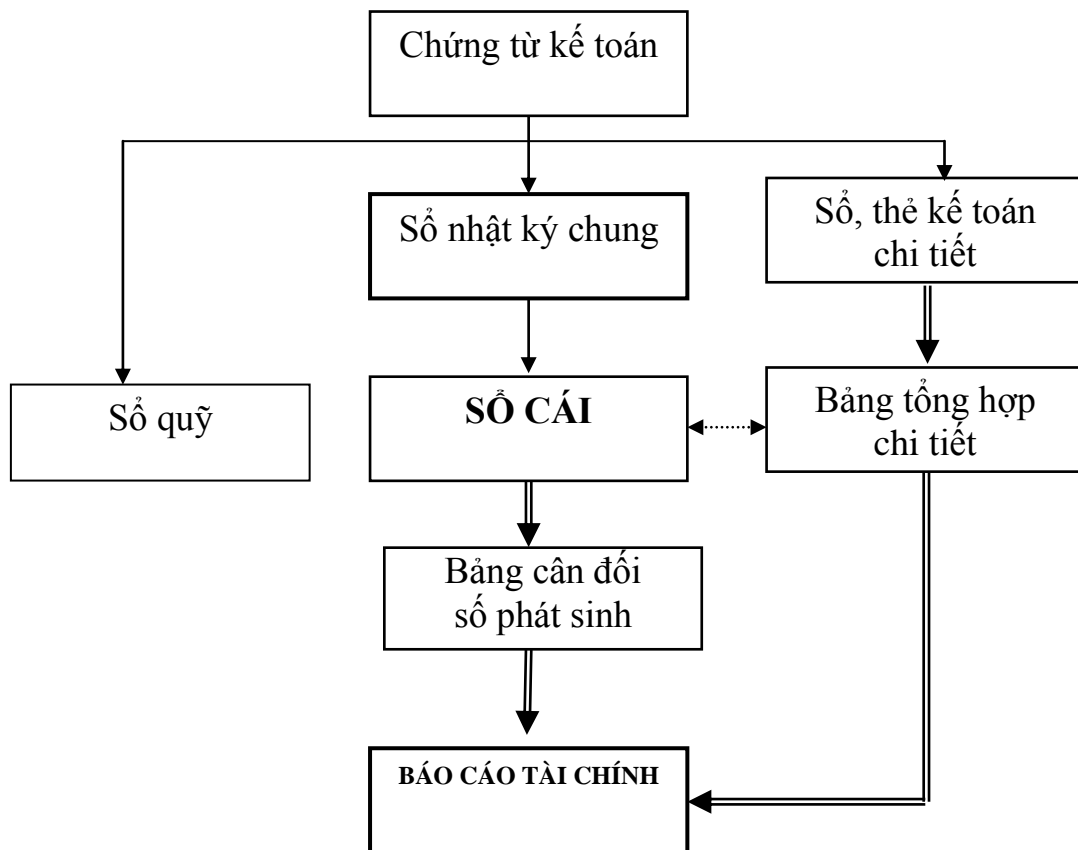 Chứng từ kế toán
Sổ nhật ký chung
Sổ, thẻ kế toán
chi tiết
Sổ quỹ
SỔ CÁI
Bảng tổng hợp
chi tiết
Bảng cân đối
số phát sinh
BÁO CÁO TÀI CHÍNH